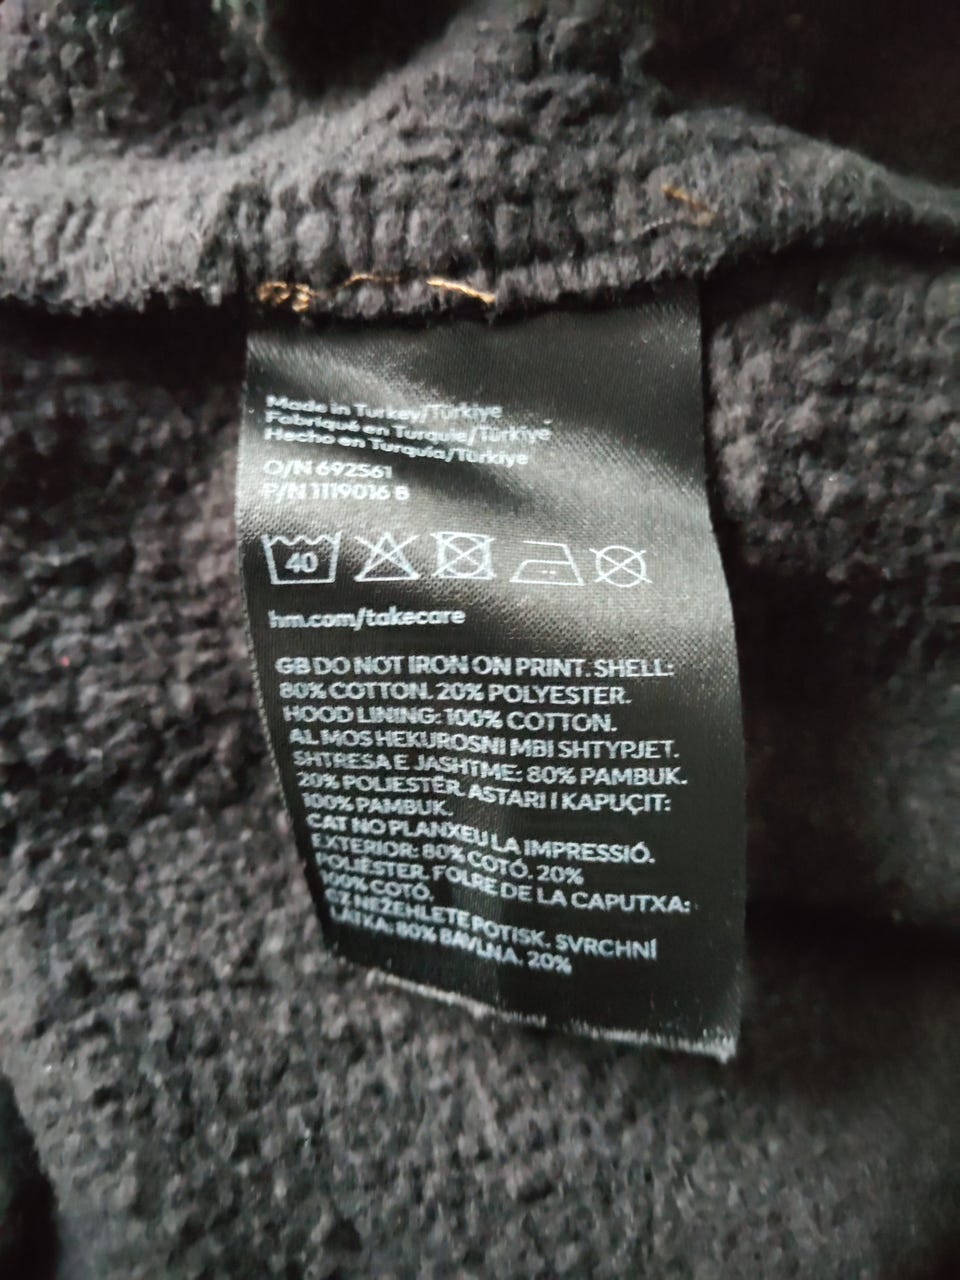 Made in Turkey/Türkiye
Fabriqué en Turquie/Türkiye
Hecho en Turquía/Türkiye
O/N 692561
P/N 1119016 B
40
hm.com/takecare
GB DO NOT IRON ON PRINT. SHELL:
80% COTTON. 20% POLYESTER.
HOOD LINING: 100% COTTON.
AL MOS HEKUROSNI MBI SHTYPJET.
SHTRESA E JASHTME: 80% PAMBUK.
20% POLIESTËR. ASTARI I KAPUÇIT:
100% PAMBUK.
CAT NO PLANXEU LA IMPRESSIÓ.
EXTERIOR: 80% COTÓ. 20%
POLIÈSTER. FOLRE DE LA CAPUTXA:
100% COTÓ.
CZ NEŽEHLETE POTISK. SVRCHNÍ
LÁTKA: 80% BAVLNA. 20%